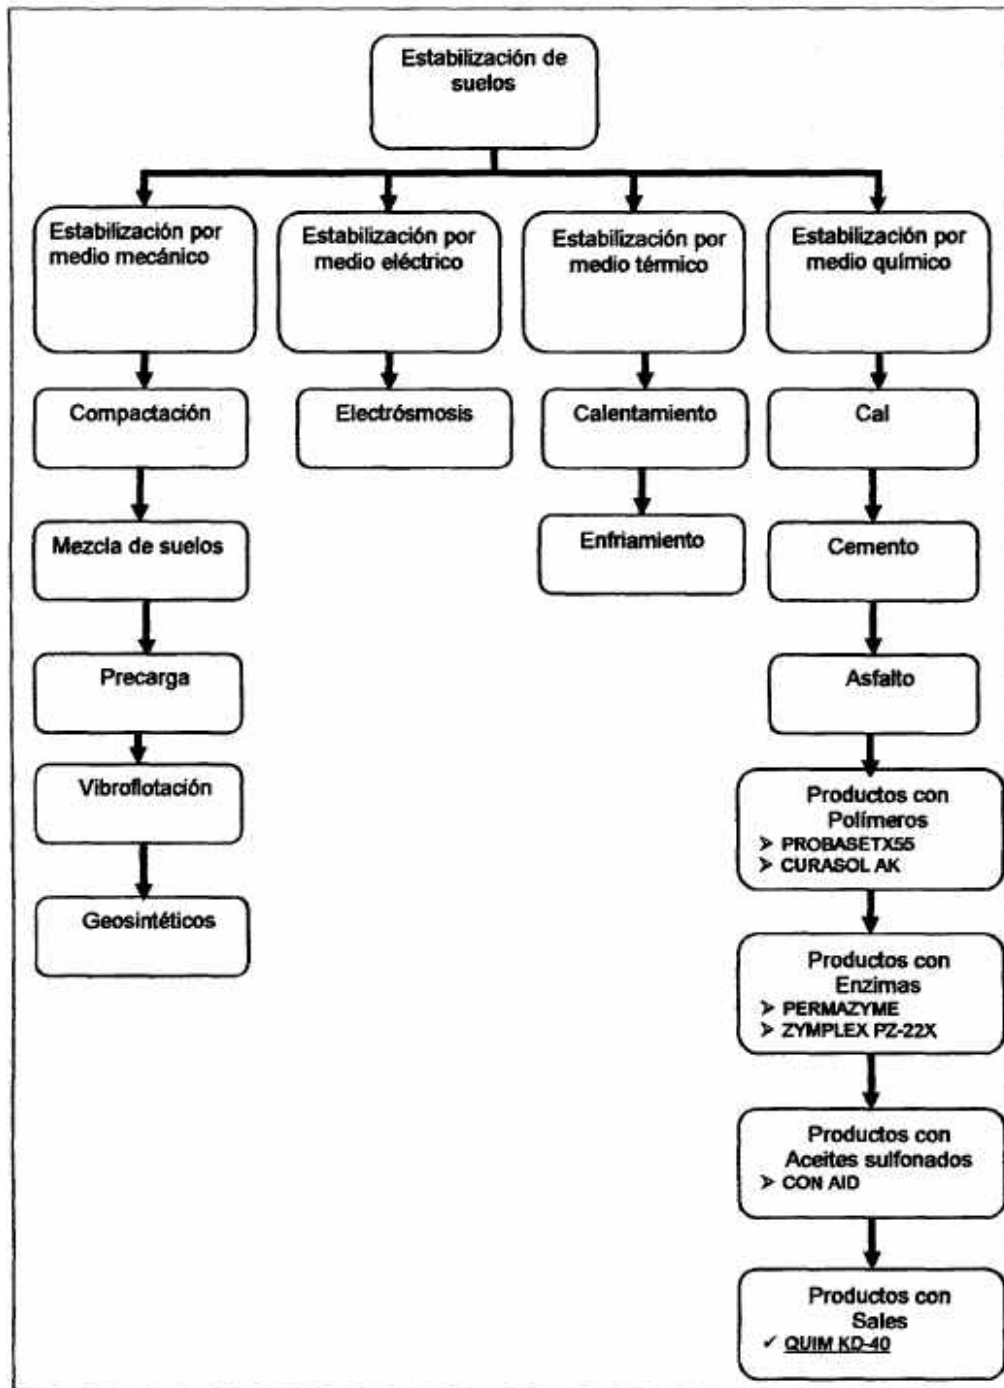 Estabilización de
suelos
Estabilización por
medio mecánico
Estabilización por
medio eléctrico
Estabilización por
medio térmico
Estabilización por
medio químico
Compactación
Electrósmosis
Calentamiento
Cal
Mezcla de suelos
Enfriamiento
Cemento
Precarga
Asfalto
Vibroflotación
Productos con
Polímeros
➢ PROBASETX55
➢ CURASOL AK
Geosintéticos
Productos con
Enzimas
➢ PERMAZYME
➢ ZYMPLEX PZ-22X
Productos con
Aceites sulfonados
➢ CON AID
Productos con
Sales
✓ QUIM KD-40